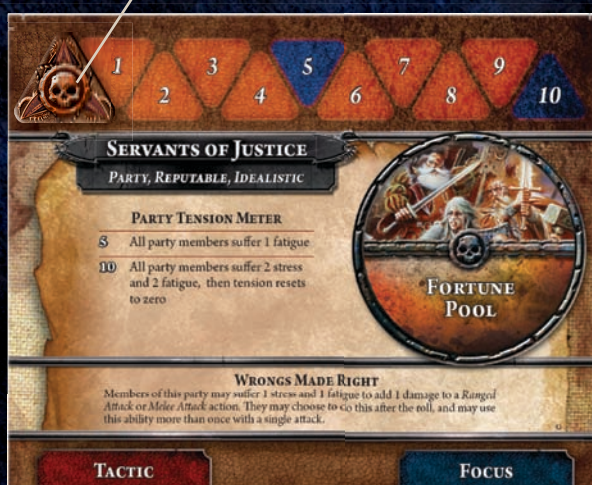 1 2 3 4 5 6 7 8 9 10
SERVANTS OF JUSTICE
PARTY, REPUTABLE, IDEALISTIC
PARTY TENSION METER
5 All party members suffer 1 fatigue
10 All party members suffer 2 stress
and 2 fatigue, then tension resets
to zero
FORTUNE
POOL
WRONGS MADE RIGHT
Members of this party may suffer 1 stress and 1 fatigue to add 1 damage to a Ranged
Attack or Melee Attack action. They may choose to do this after the roll, and may use
this ability more than once with a single attack.
TACTIC
FOCUS